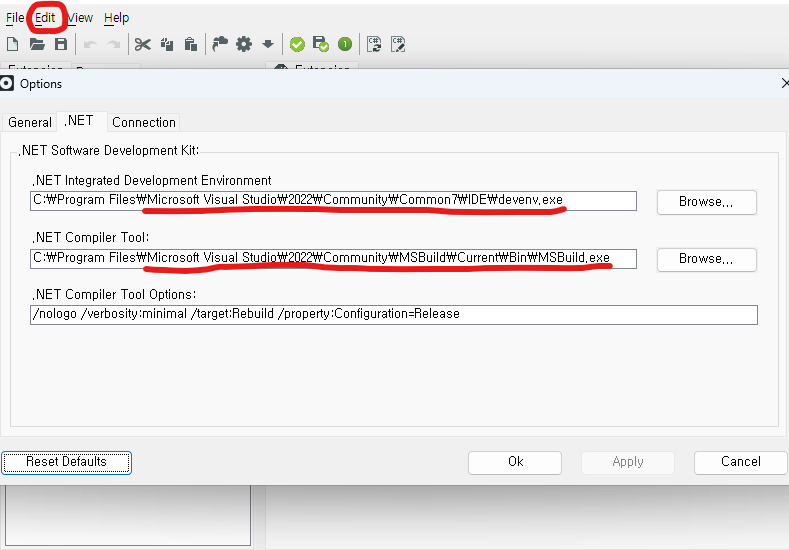 File Edit View Help
Extension
Extension
Options
General .NET Connection
.NET Software Development Kit:
.NET Integrated Development Environment
C:₩Program Files₩Microsoft Visual Studio₩2022₩Community₩Common7₩IDE₩devenv.exe Browse...
.NET Compiler Tool:
C:₩Program Files₩Microsoft Visual Studio₩2022₩Community₩MSBuild₩Current₩Bin₩MSBuild.exe Browse...
.NET Compiler Tool Options:
/nologo /verbosity:minimal /target:Rebuild /property:Configuration=Release
Reset Defaults Ok Apply Cancel